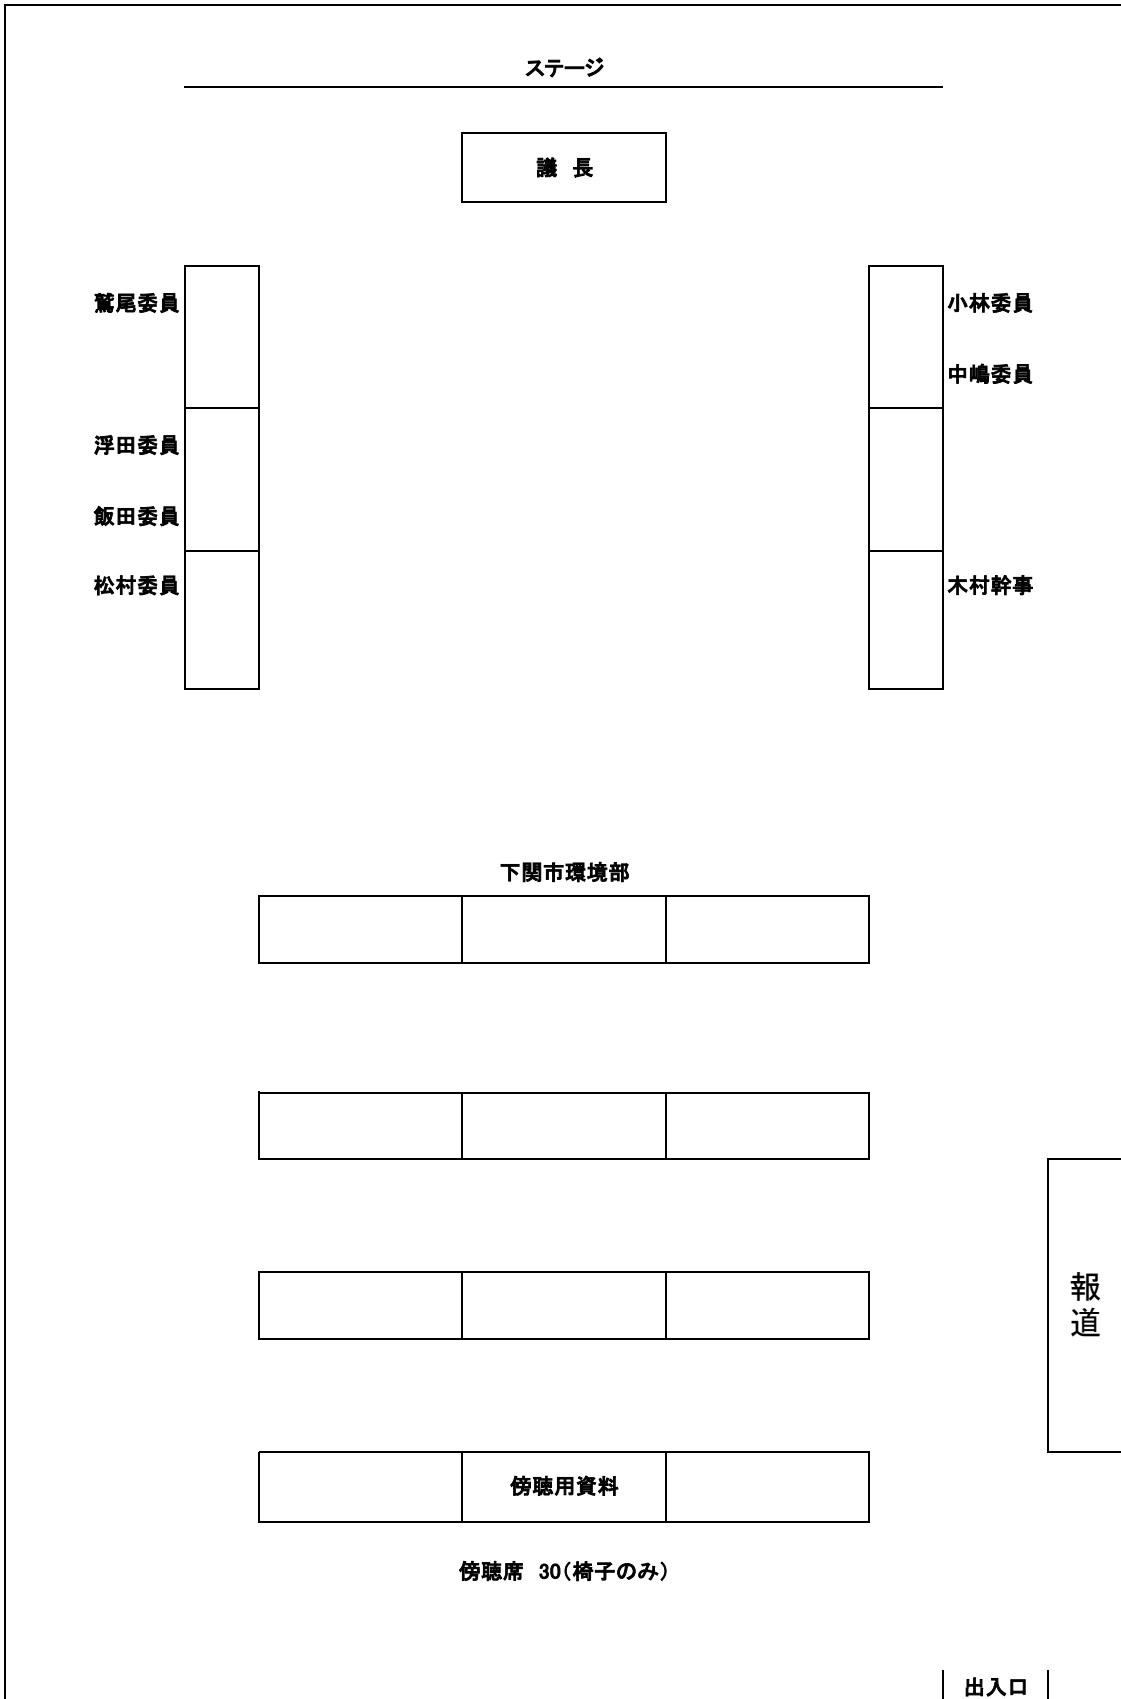 ステージ
議 長
鷲尾委員
小林委員
中嶋委員
浮田委員
飯田委員
松村委員
木村幹事
下関市環境部
報道
傍聴用資料
傍聴席 30(椅子のみ)
出入口